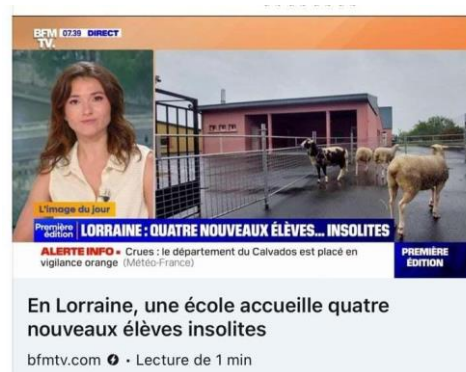 BFM 07.39 DIRECT
TV.
L'image du jour
Première
édition
LORRAINE : QUATRE NOUVEAUX ÉLÈVES... INSOLITES
ALERTE INFO Crues : le département du Calvados est placé en
vigilance orange (Météo-France)
PREMIÈRE
ÉDITION
En Lorraine, une école accueille quatre
nouveaux élèves insolites
bfmtv.com · Lecture de 1 min